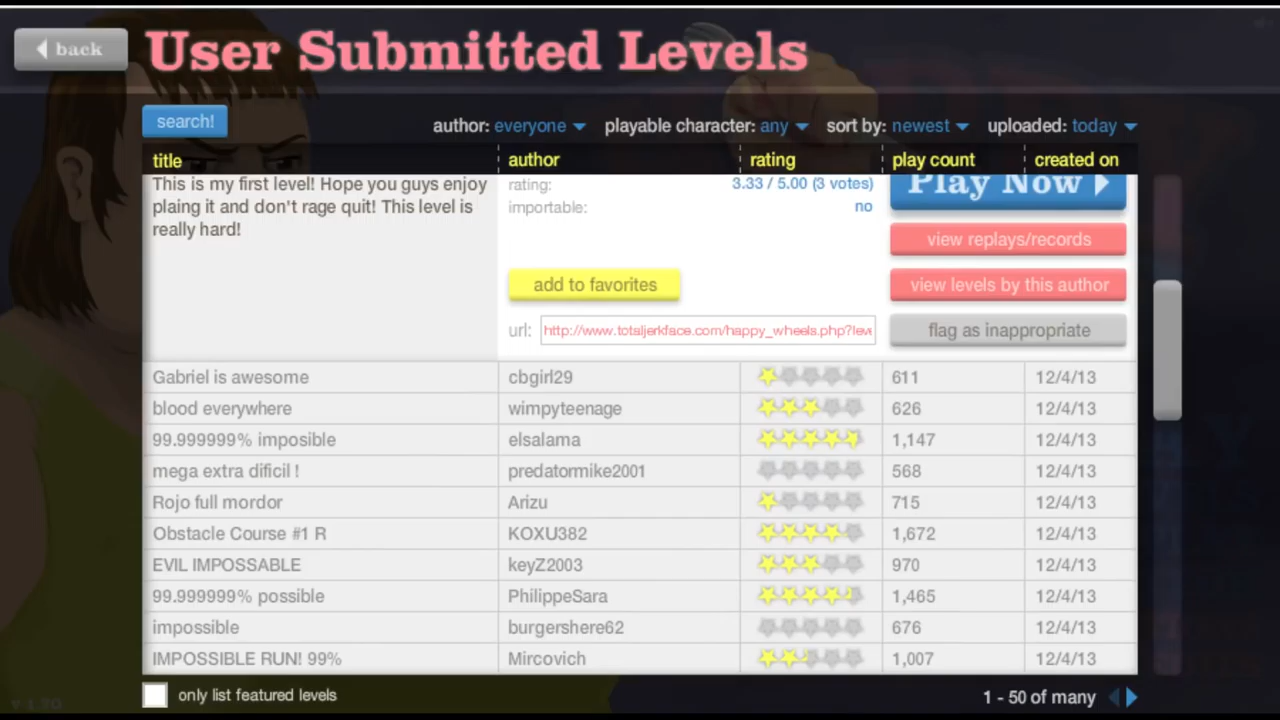 back
User Submitted Levels
search!
author: everyone playable character: any sort by: newest uploaded: today
title author rating play count created on
This is my first level! Hope you guys enjoy
plaing it and don't rage quit! This level is
really hard!
rating: 3.33 / 5.00 (3 votes)
importable: no
Play Now
view replays/records
add to favorites
view levels by this author
url: http://www.totaljerkface.com/happy_wheels.php?leve
flag as inappropriate
Gabriel is awesome cbgirl29 611 12/4/13
blood everywhere wimpyteenage 626 12/4/13
99.999999% imposible elsalama 1,147 12/4/13
mega extra dificil ! predatormike2001 568 12/4/13
Rojo full mordor Arizu 715 12/4/13
Obstacle Course #1 R KOXU382 1,672 12/4/13
EVIL IMPOSSABLE keyZ2003 970 12/4/13
99.999999% possible PhilippeSara 1,465 12/4/13
impossible burgershere62 676 12/4/13
IMPOSSIBLE RUN! 99% Mircovich 1,007 12/4/13
only list featured levels
1 - 50 of many